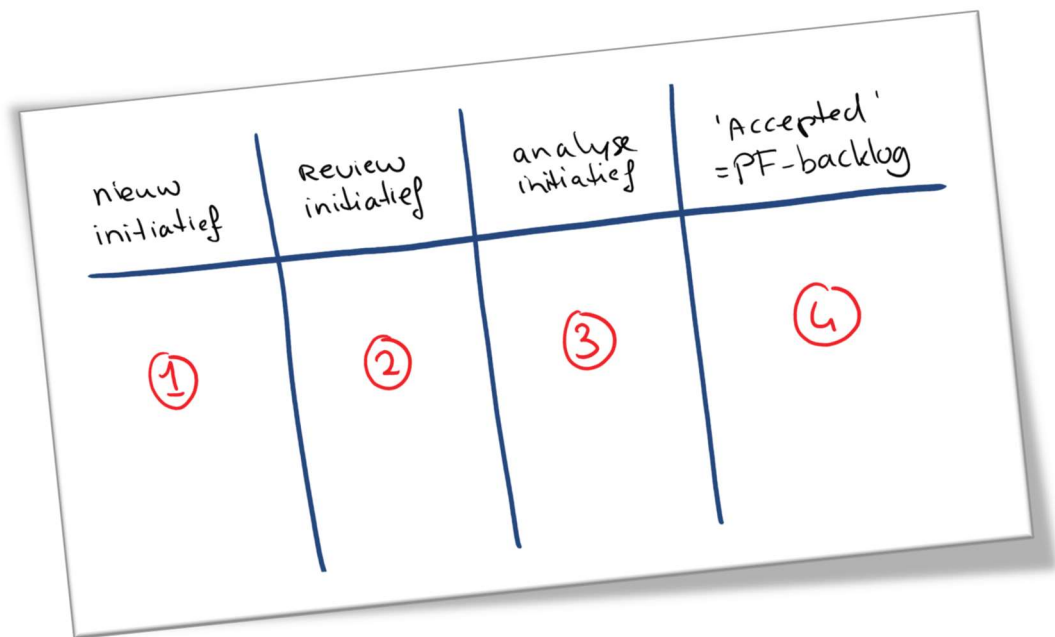 nieuw
initiatief
Review
initiatief
analyse
initiatief
'Accepted'
=PF-backlog
1
2
3
4